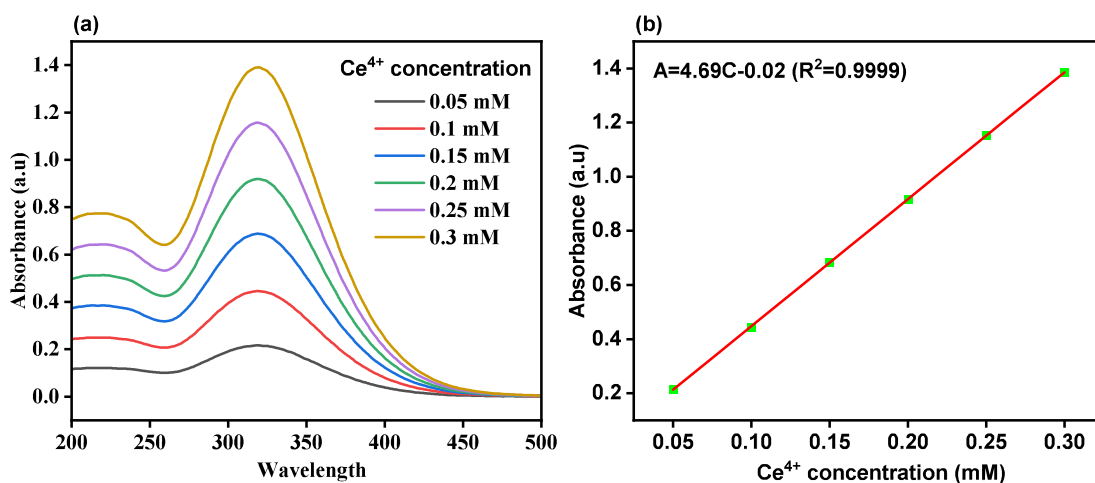 (a)
Ce⁴⁺ concentration
0.05 mM
0.1 mM
0.15 mM
0.2 mM
0.25 mM
0.3 mM
Absorbance (a.u)
1.4
1.2
1.0
0.8
0.6
0.4
0.2
0.0
200 250 300 350 400 450 500
Wavelength
(b)
A=4.69C-0.02 (R²=0.9999)
Absorbance (a.u)
1.4
1.2
1.0
0.8
0.6
0.4
0.2
0.05 0.10 0.15 0.20 0.25 0.30
Ce⁴⁺ concentration (mM)